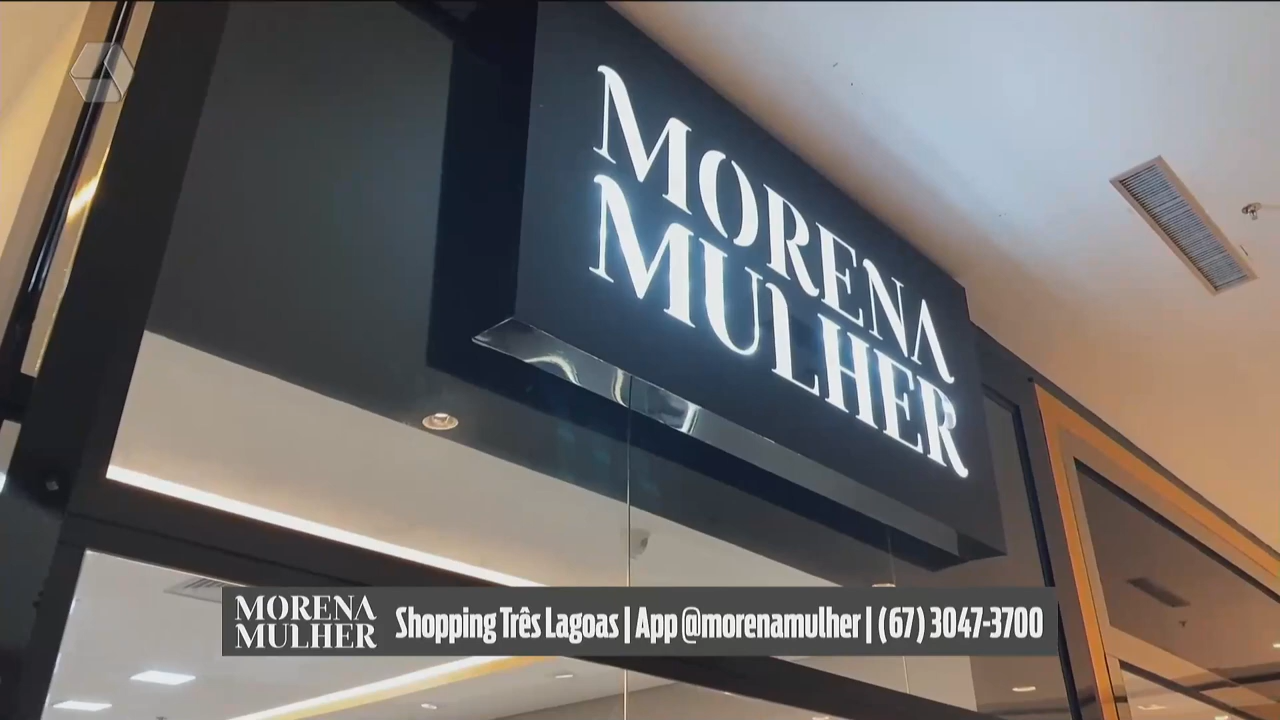 MORENA
MULHER
MORENA
MULHER
Shopping Três Lagoas | App @morenamulher | (67) 3047-3700